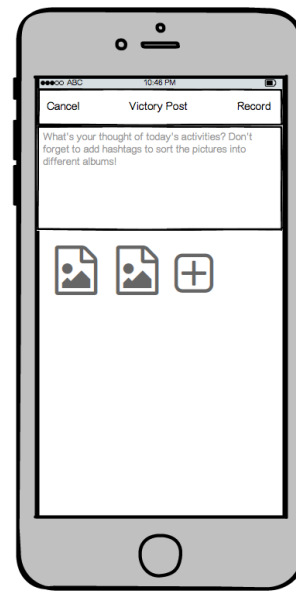 ABC 10:46 PM
Cancel Victory Post Record
What's your thought of today's activities? Don't
forget to add hashtags to sort the pictures into
different albums!